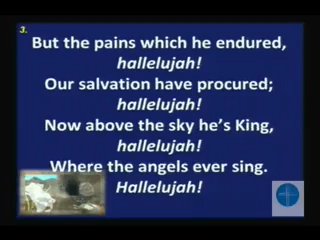 3.
But the pains which he endured,
hallelujah!
Our salvation have procured;
hallelujah!
Now above the sky he's King,
hallelujah!
Where the angels ever sing.
Hallelujah!